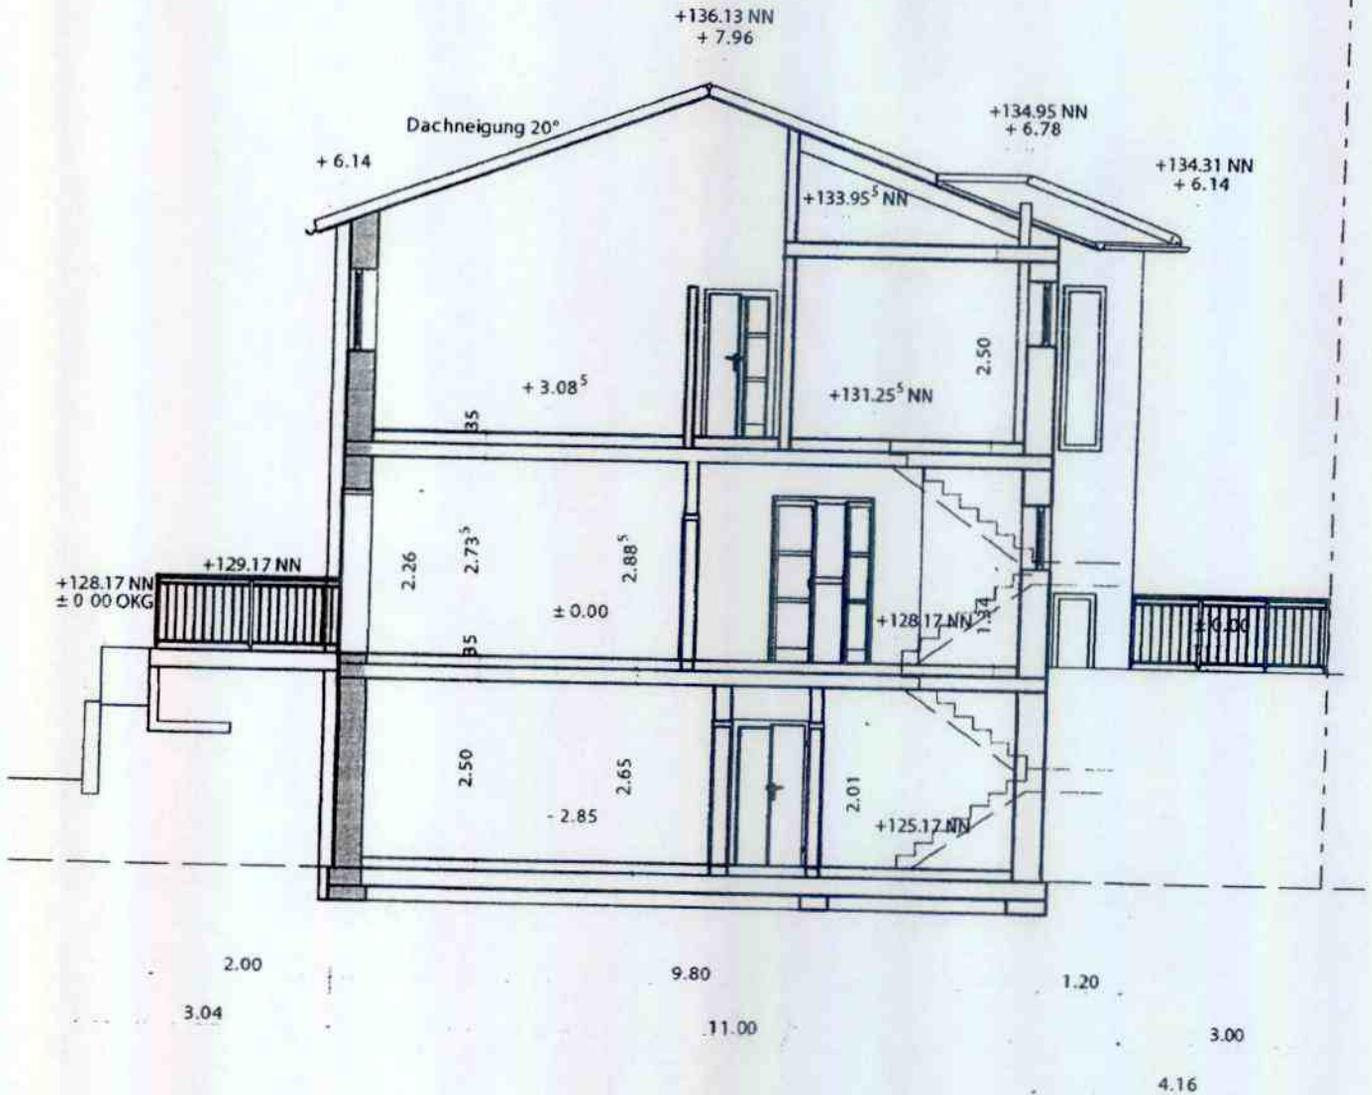 +136.13 NN
+ 7.96
Dachneigung 20°
+ 6.14
+134.95 NN
+ 6.78
+134.31 NN
+ 6.14
+133.95⁵ NN
2.50
+ 3.08⁵
+131.25⁵ NN
35
+129.17 NN
+128.17 NN
± 0 00 OKG
2.26
2.73⁵
2.88⁵
± 0.00
+128.17 NN
1.34
± 0.00
35
2.50
2.65
2.01
- 2.85
+125.17 NN
2.00
9.80
1.20
3.04
11.00
3.00
4.16